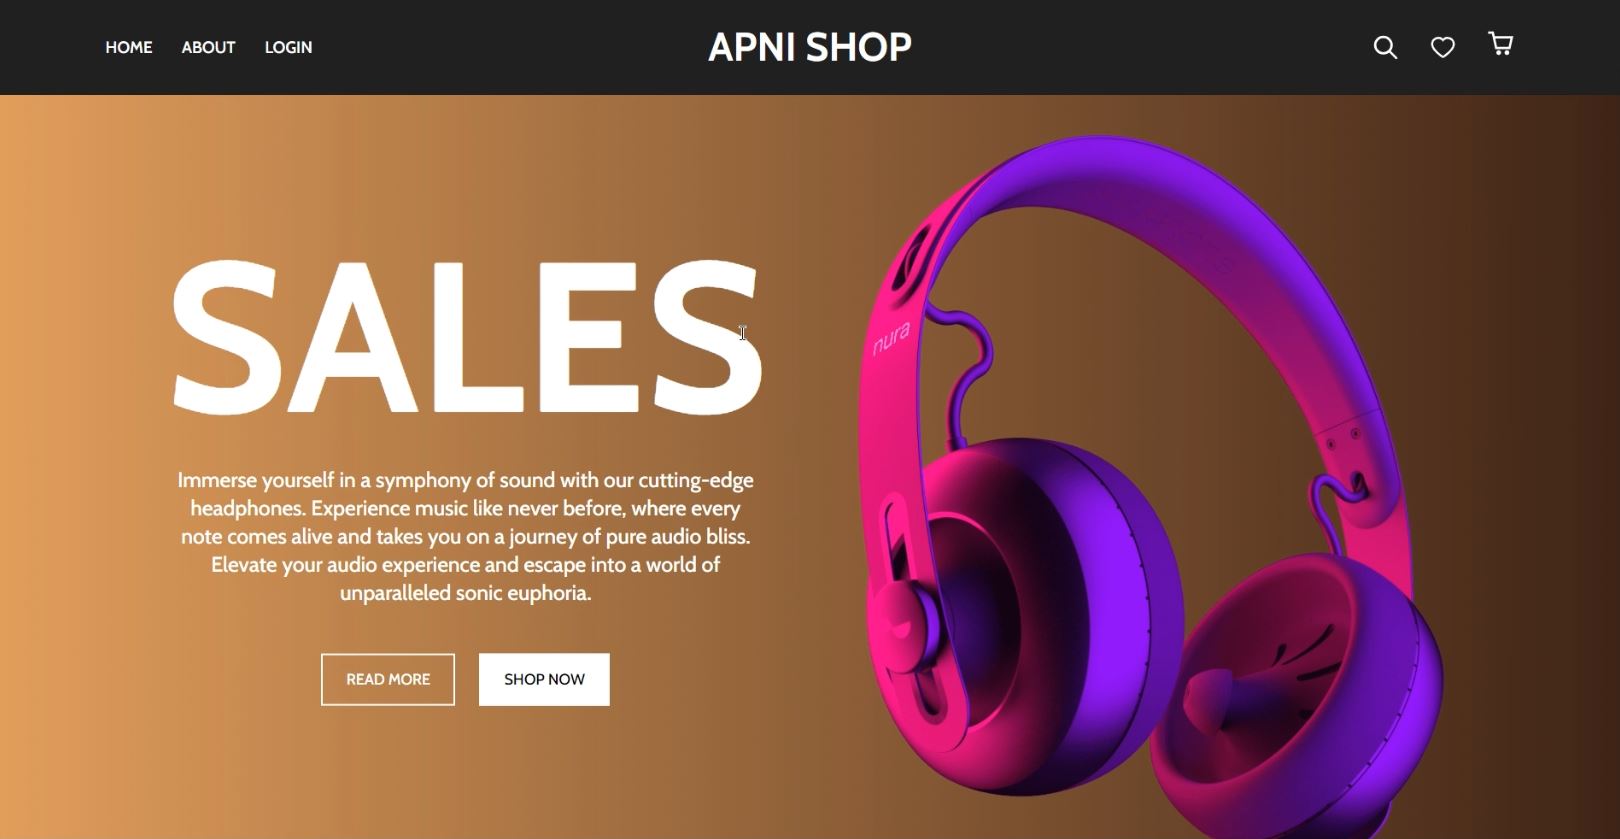 HOME ABOUT LOGIN APNI SHOP
SALES
nura
Immerse yourself in a symphony of sound with our cutting-edge
headphones. Experience music like never before, where every
note comes alive and takes you on a journey of pure audio bliss.
Elevate your audio experience and escape into a world of
unparalleled sonic euphoria.
READ MORE SHOP NOW